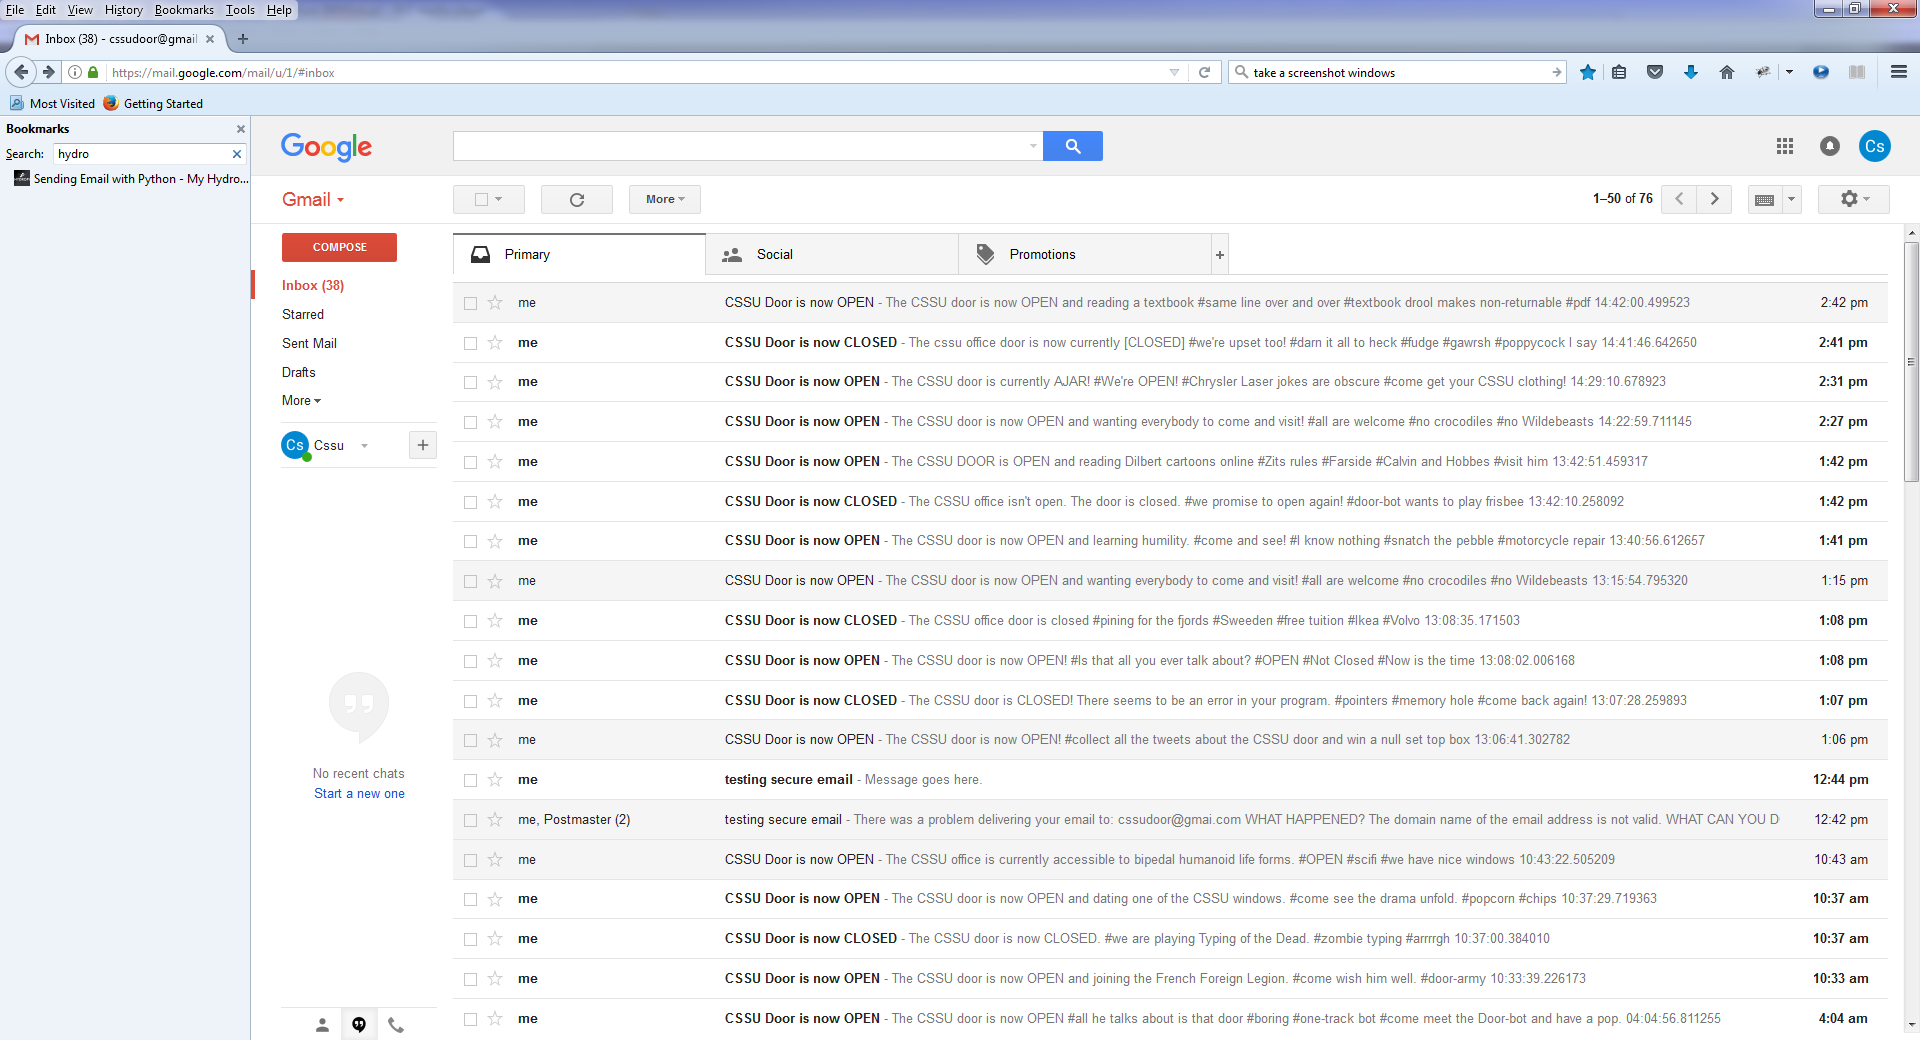 File Edit View History Bookmarks Tools Help
Inbox (38) - cssudoor@gmail
https://mail.google.com/mail/u/1/#inbox
take a screenshot windows
Most Visited Getting Started
Bookmarks
Search: hydro
Sending Email with Python - My Hydro...
Google
Cs
Gmail
More
1–50 of 76
COMPOSE
Inbox (38)
Starred
Sent Mail
Drafts
More
Cs Cssu
No recent chats
Start a new one
Primary Social Promotions
me CSSU Door is now OPEN - The CSSU door is now OPEN and reading a textbook #same line over and over #textbook drool makes non-returnable #pdf 14:42:00.499523 2:42 pm
me CSSU Door is now CLOSED - The cssu office door is now currently [CLOSED] #we're upset too! #darn it all to heck #fudge #gawrsh #poppycock I say 14:41:46.642650 2:41 pm
me CSSU Door is now OPEN - The CSSU door is currently AJAR! #We're OPEN! #Chrysler Laser jokes are obscure #come get your CSSU clothing! 14:29:10.678923 2:31 pm
me CSSU Door is now OPEN - The CSSU door is now OPEN and wanting everybody to come and visit! #all are welcome #no crocodiles #no Wildebeasts 14:22:59.711145 2:27 pm
me CSSU Door is now OPEN - The CSSU DOOR is OPEN and reading Dilbert cartoons online #Zits rules #Farside #Calvin and Hobbes #visit him 13:42:51.459317 1:42 pm
me CSSU Door is now CLOSED - The CSSU office isn't open. The door is closed. #we promise to open again! #door-bot wants to play frisbee 13:42:10.258092 1:42 pm
me CSSU Door is now OPEN - The CSSU door is now OPEN and learning humility. #come and see! #I know nothing #snatch the pebble #motorcycle repair 13:40:56.612657 1:41 pm
me CSSU Door is now OPEN - The CSSU door is now OPEN and wanting everybody to come and visit! #all are welcome #no crocodiles #no Wildebeasts 13:15:54.795320 1:15 pm
me CSSU Door is now CLOSED - The CSSU office door is closed #pining for the fjords #Sweden #free tuition #Ikea #Volvo 13:08:35.171503 1:08 pm
me CSSU Door is now OPEN - The CSSU door is now OPEN! #Is that all you ever talk about? #OPEN #Not Closed #Now is the time 13:08:02.006168 1:08 pm
me CSSU Door is now CLOSED - The CSSU door is CLOSED! There seems to be an error in your program. #pointers #memory hole #come back again! 13:07:28.259893 1:07 pm
me CSSU Door is now OPEN - The CSSU door is now OPEN! #collect all the tweets about the CSSU door and win a null set top box 13:06:41.302782 1:06 pm
me testing secure email - Message goes here. 12:44 pm
me, Postmaster (2) testing secure email - There was a problem delivering your email to: cssudoor@gmai.com WHAT HAPPENED? The domain name of the email address is not valid. WHAT CAN YOU D 12:42 pm
me CSSU Door is now OPEN - The CSSU office is currently accessible to bipedal humanoid life forms. #OPEN #scifi #we have nice windows 10:43:22.505209 10:43 am
me CSSU Door is now OPEN - The CSSU door is now OPEN and dating one of the CSSU windows. #come see the drama unfold. #popcorn #chips 10:37:29.719363 10:37 am
me CSSU Door is now CLOSED - The CSSU door is now CLOSED. #we are playing Typing of the Dead. #zombie typing #arrrrgh 10:37:00.384010 10:37 am
me CSSU Door is now OPEN - The CSSU door is now OPEN and joining the French Foreign Legion. #come wish him well. #door-army 10:33:39.226173 10:33 am
me CSSU Door is now OPEN - The CSSU door is now OPEN #all he talks about is that door #boring #one-track bot #come meet the Door-bot and have a pop. 04:04:56.811255 4:04 am